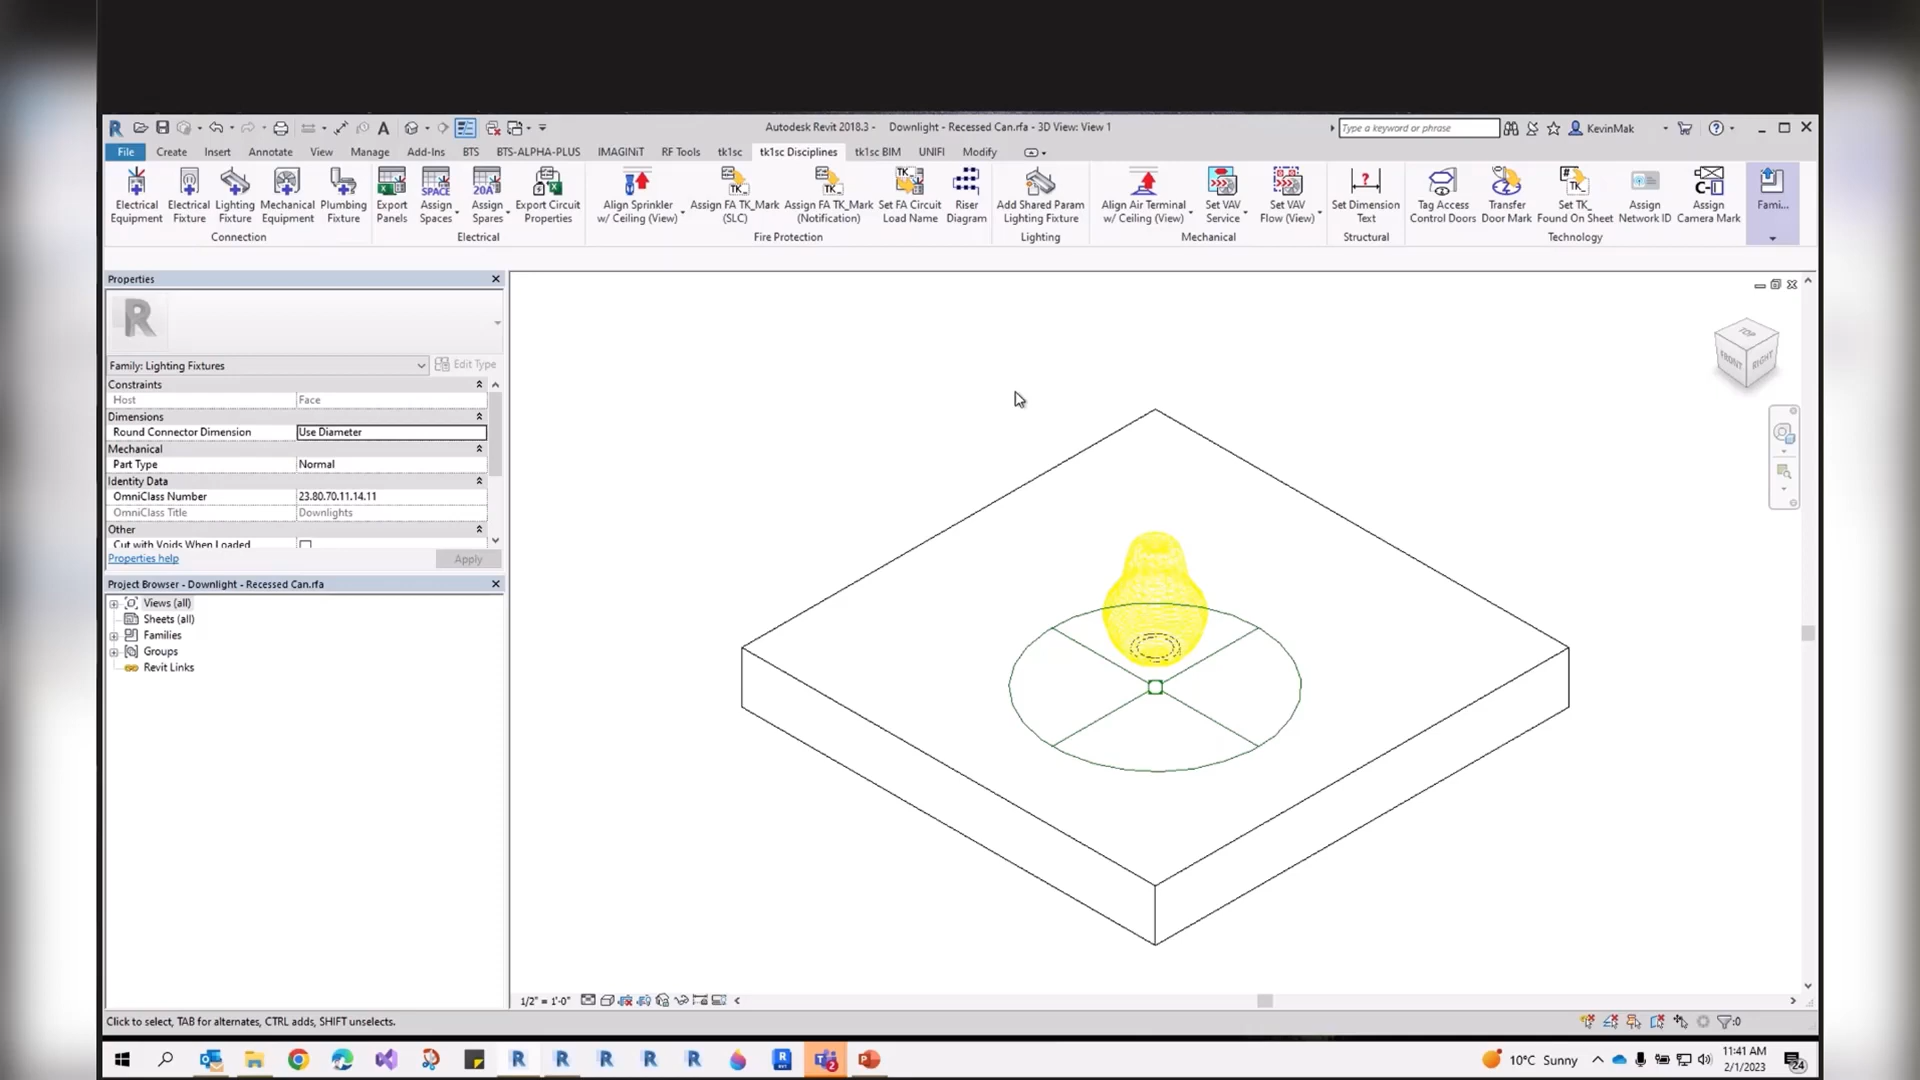 Autodesk Revit 2018.3 - Downlight - Recessed Can.rfa - 3D View: View 1
Type a keyword or phrase
KevinMak
File Create Insert Annotate View Manage Add-Ins BTS BTS-ALPHA-PLUS IMAGINiT RF Tools tk1sc tk1sc Disciplines tk1sc BIM UNIFI Modify
Electrical Equipment
Electrical Fixture
Lighting Fixture
Mechanical Equipment
Plumbing Fixture
Connection
Export Panels
SPACE
Assign Spaces
20A
Assign Spares
Export Circuit Properties
Electrical
Align Sprinkler w/ Ceiling (View)
Assign FA TK_Mark (SLC)
Assign FA TK_Mark (Notification)
Set FA Circuit Load Name
Riser Diagram
Fire Protection
Add Shared Param Lighting Fixture
Lighting
Align Air Terminal w/ Ceiling (View)
Set VAV Service
Set VAV Flow (View)
Mechanical
Set Dimension Text
Structural
Tag Access Control Doors
Transfer Door Mark
Set TK_ Found On Sheet
Assign Network ID
C-i
Assign Camera Mark
Technology
Fami...
Properties
Family: Lighting Fixtures
Edit Type
Constraints
Host Face
Dimensions
Round Connector Dimension Use Diameter
Mechanical
Part Type Normal
Identity Data
OmniClass Number 23.80.70.11.14.11
OmniClass Title Downlights
Other
Cut with Voids When Loaded
Properties help
Apply
Project Browser - Downlight - Recessed Can.rfa
Views (all)
Sheets (all)
Families
Groups
Revit Links
TOP
FRONT
RIGHT
1/2" = 1'-0"
Click to select, TAB for alternates, CTRL adds, SHIFT unselects.
:0
10°C Sunny
11:41 AM
2/1/2023
24